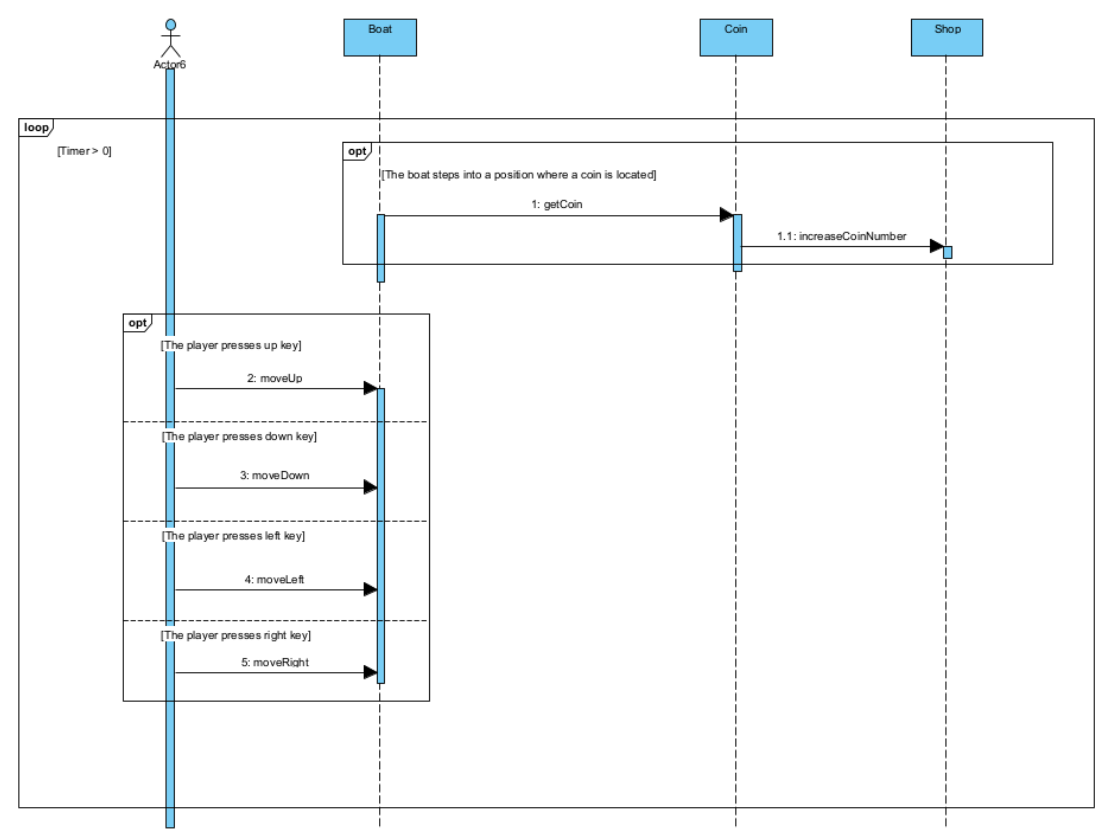 Boat
Coin
Shop
Actor6
loop
[Timer > 0]
opt
[The boat steps into a position where a coin is located]
1: getCoin
1.1: increaseCoinNumber
opt
[The player presses up key]
2: moveUp
[The player presses down key]
3: moveDown
[The player presses left key]
4: moveLeft
[The player presses right key]
5: moveRight